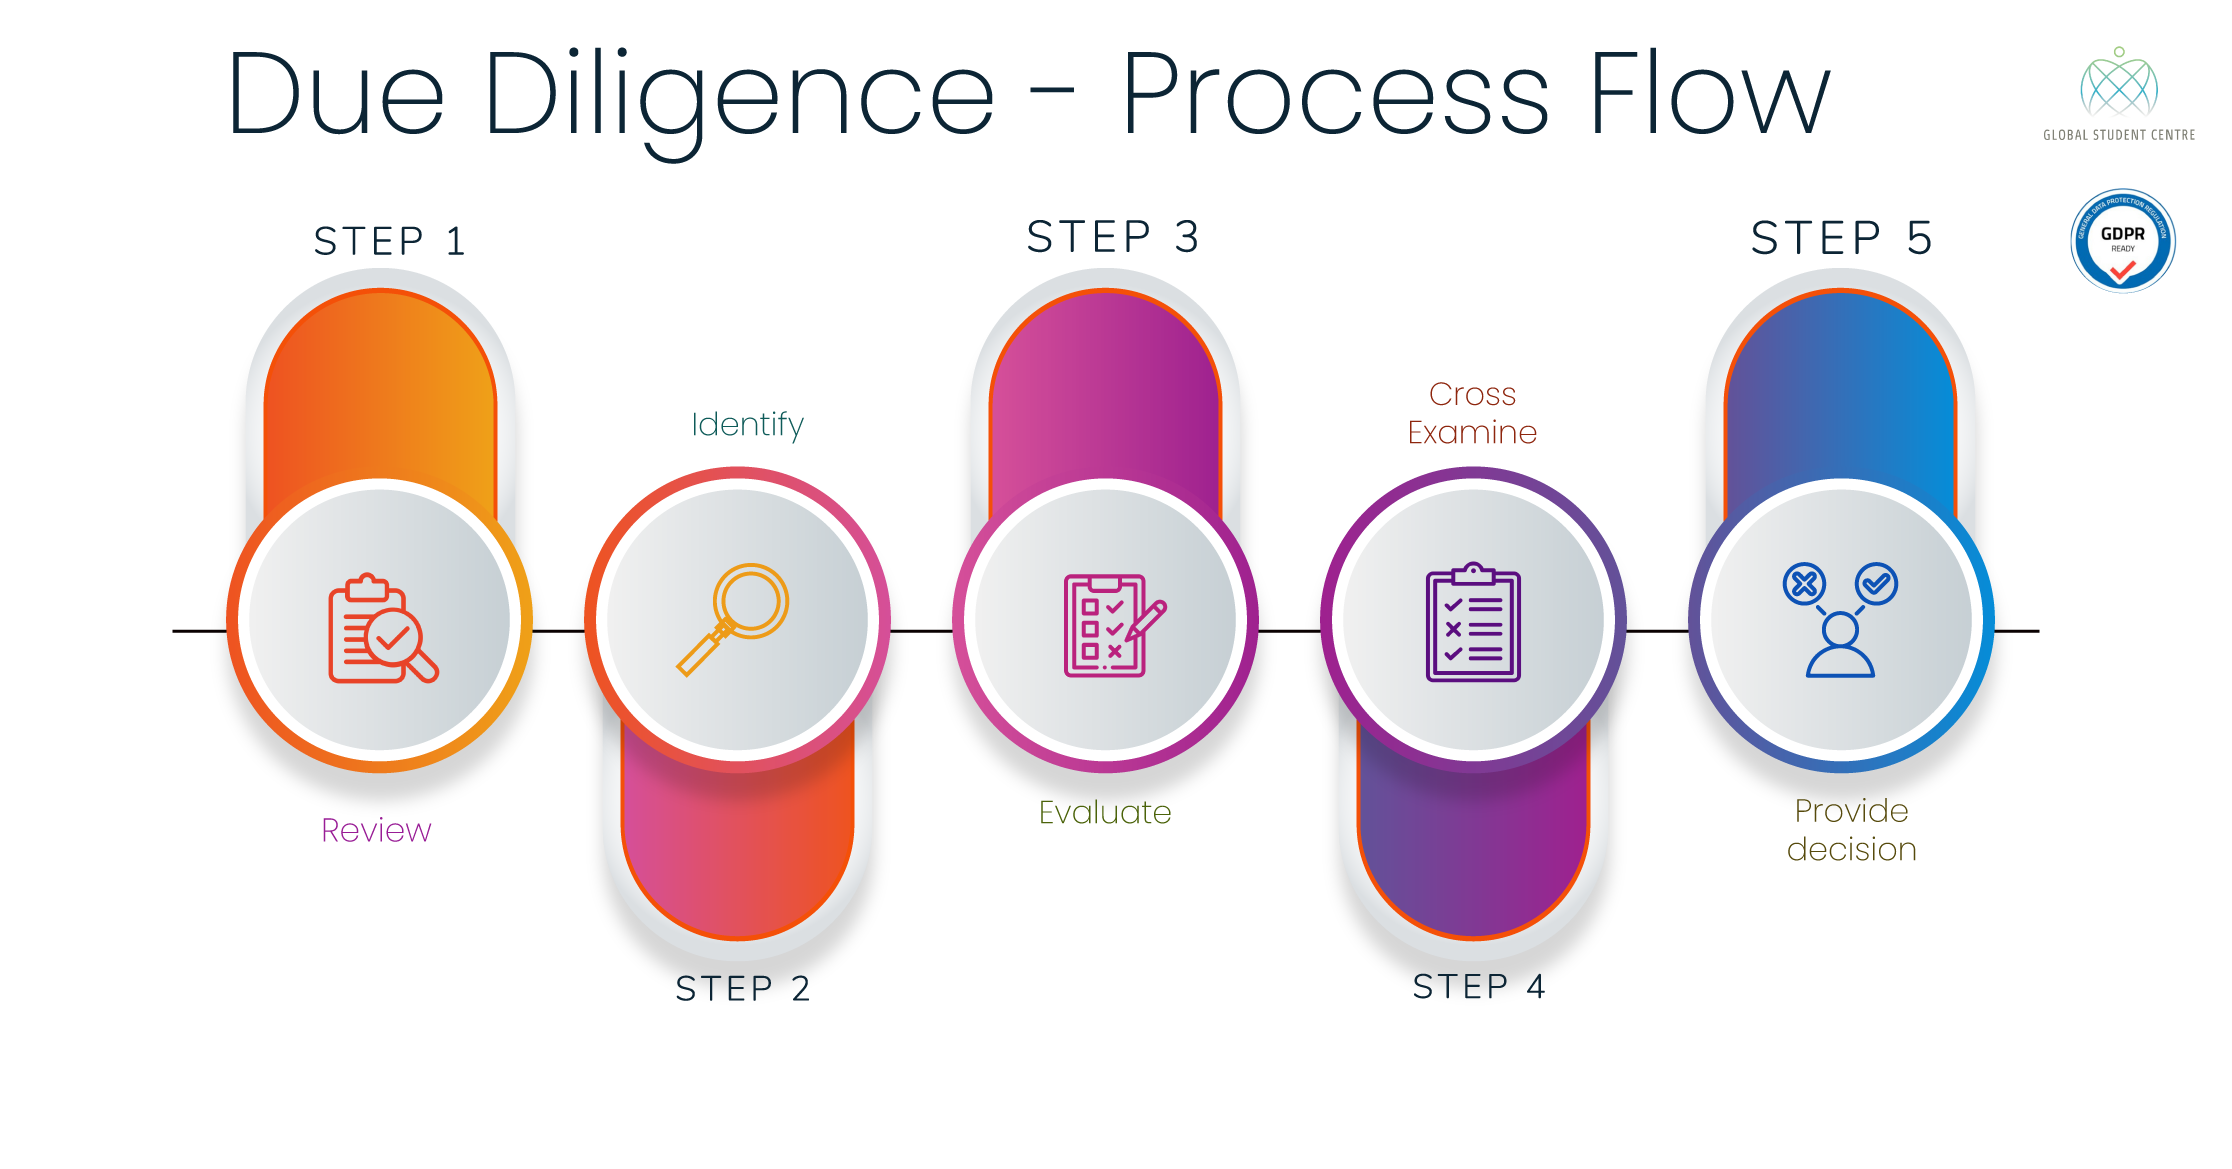 Due Diligence - Process Flow
GLOBAL STUDENT CENTRE
GENERAL DATA PROTECTION REGULATION
GDPR
READY
STEP 1
Review
Identify
STEP 2
STEP 3
Evaluate
Cross
Examine
STEP 4
STEP 5
Provide
decision